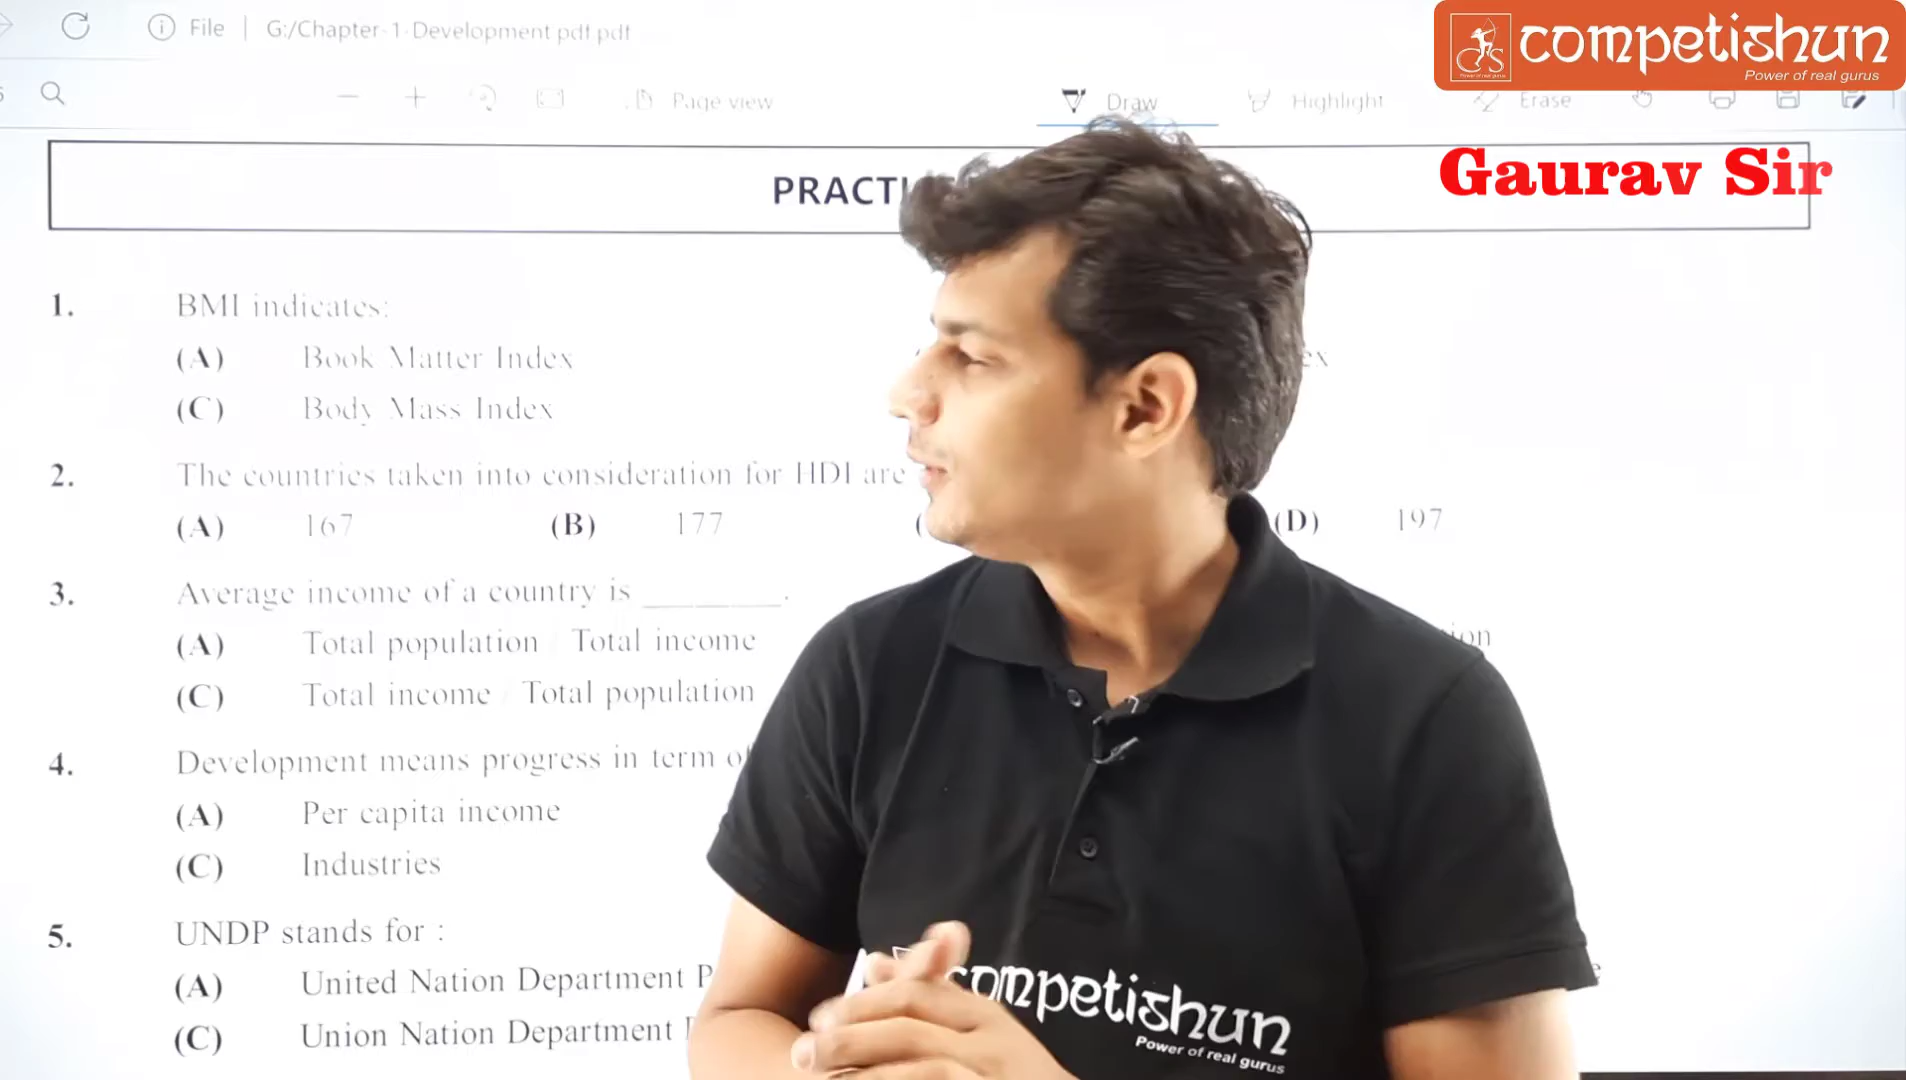 File | G:/Chapter-1-Development pdf.pdf
competishun
Power of real gurus
Page view Draw Highlight Erase
Gaurav Sir
1. BMI indicates:
(A) Book Matter Index
(C) Body Mass Index
2. The countries taken into consideration for HDI are
(A) 167 (B) 177 (D) 197
3. Average income of a country is ________.
(A) Total population Total income
(C) Total income / Total population
4. Development means progress in term
(A) Per capita income
(C) Industries
5. UNDP stands for :
(A) United Nation Department
(C) Union Nation Department
competishun
Power of real gurus